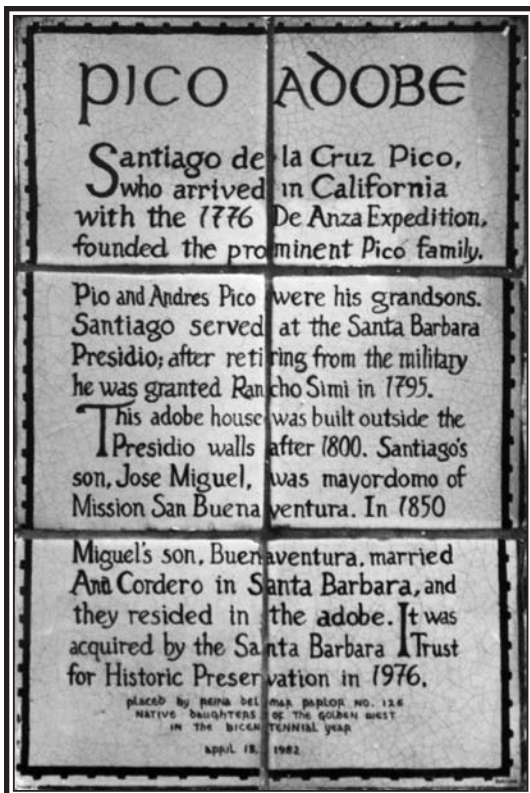 PICO ADOBE
Santiago de la Cruz Pico,
who arrived in California
with the 1776 De Anza Expedition,
founded the prominent Pico family.
Pio and Andres Pico were his grandsons.
Santiago served at the Santa Barbara
Presidio; after retiring from the military
he was granted Rancho Simi in 1795.
This adobe house was built outside the
Presidio walls after 1800. Santiago's
son, Jose Miguel, was mayordomo of
Mission San Buenaventura. In 1850
Miguel's son, Buenaventura, married
Ana Cordero in Santa Barbara, and
they resided in the adobe. It was
acquired by the Santa Barbara Trust
for Historic Preservation in 1976.
placed by REINA del MAR PARLOR NO. 126
NATIVE DAUGHTERS OF THE GOLDEN WEST
IN THE BICENTENNIAL YEAR
APRIL 18, 1982